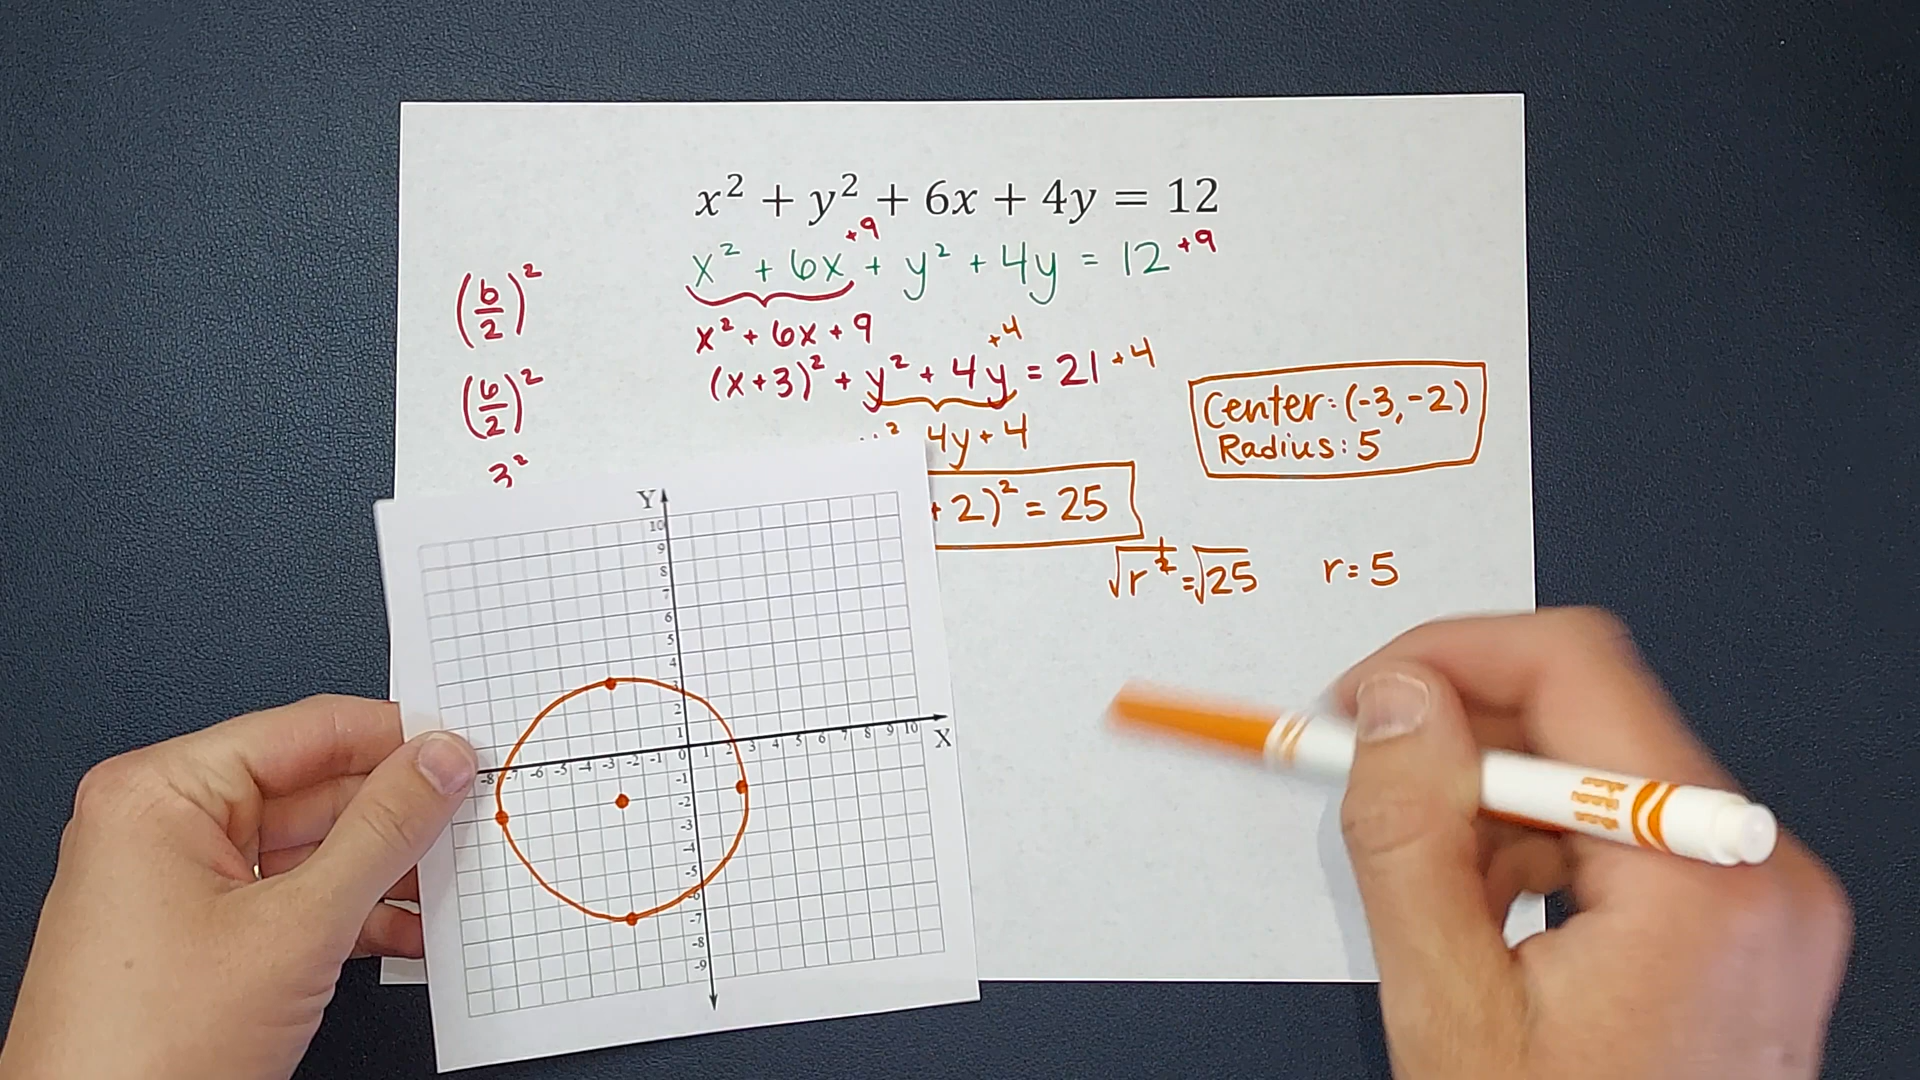 x² + y² + 6x + 4y = 12
x² + 6x +9 + y² + 4y = 12 +9
(b/2)²
x² + 6x + 9
(x+3)² + y² + 4y +4 = 21 +4
(6/2)²
Center: (-3,-2)
Radius: 5
² 4y + 4
3²
+ 2)² = 25
√r² = √25 r = 5
Y
10
9
8
7
6
5
4
3
2
1
-8 -7 -6 -5 -4 -3 -2 -1 0 1 2 3 4 5 6 7 8 9 10 X
-1
-2
-3
-4
-5
-6
-7
-8
-9